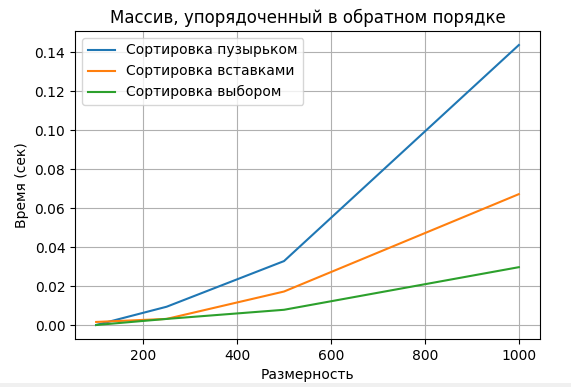 Массив, упорядоченный в обратном порядке
Сортировка пузырьком
Сортировка вставками
Сортировка выбором
0.14
0.12
0.10
0.08
0.06
0.04
0.02
0.00
Время (сек)
200 400 600 800 1000
Размерность